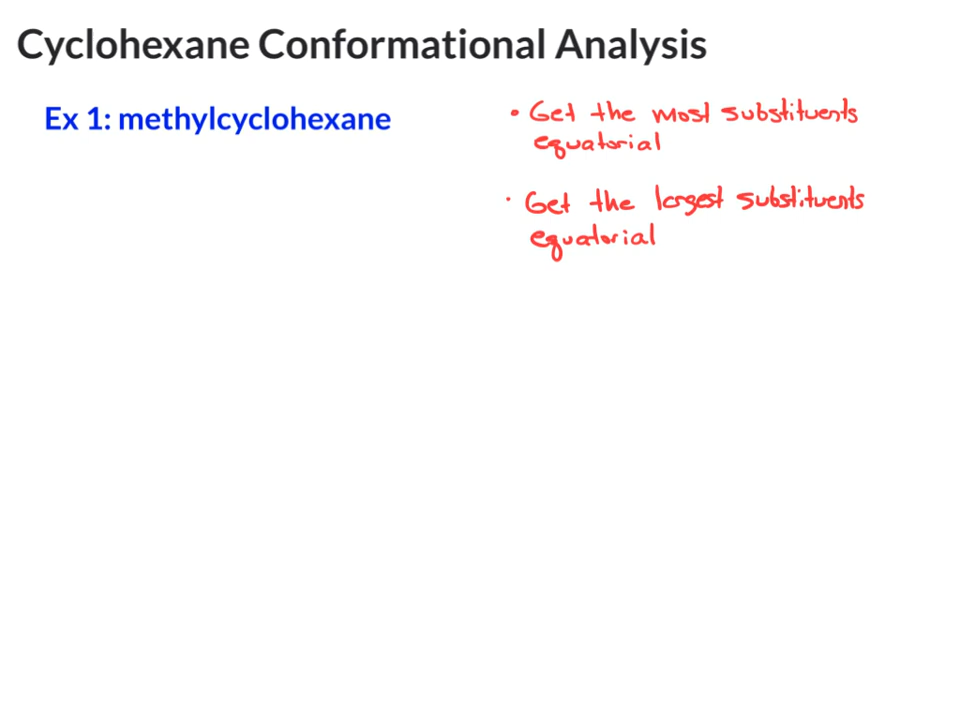 Cyclohexane Conformational Analysis
Ex 1: methylcyclohexane
• Get the most substituents
equatorial
• Get the largest substituents
equatorial